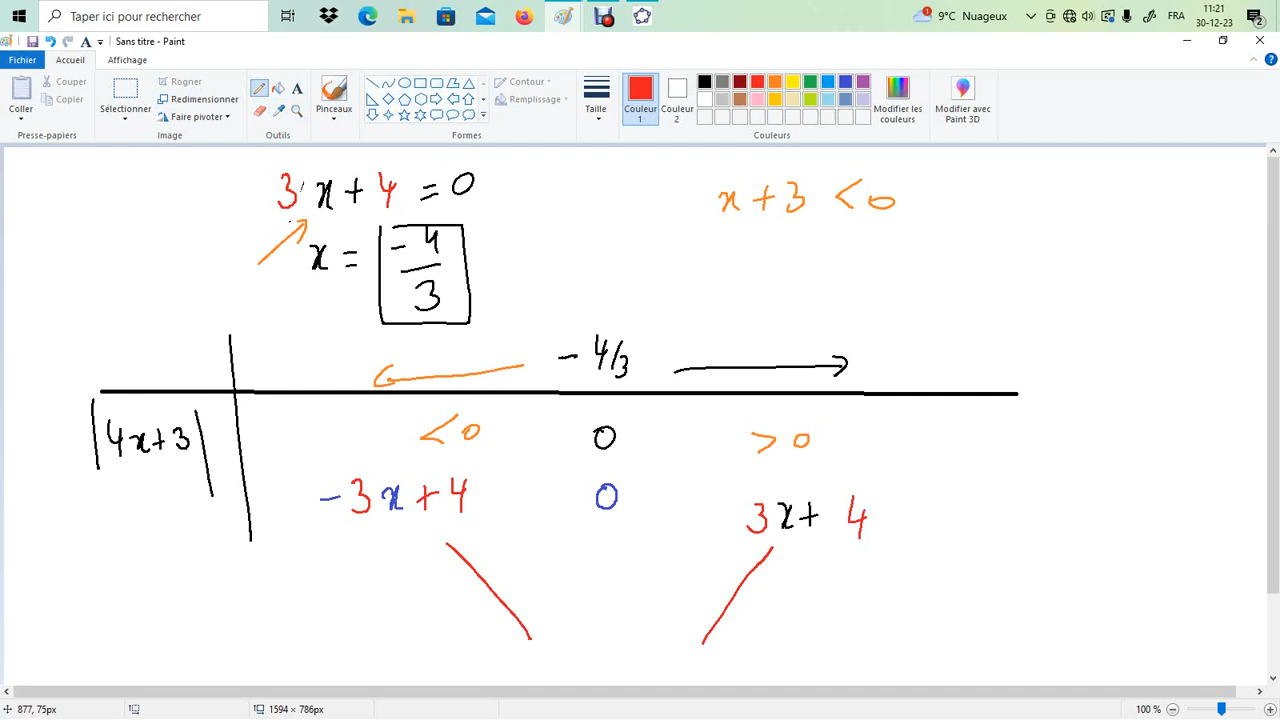 Taper ici pour rechercher
9°C Nuageux
FRA
11:21
30-12-23
2
Sans titre - Paint
Fichier
Accueil
Affichage
Coller
Couper
Copier
Presse-papiers
Sélectionner
Rogner
Redimensionner
Faire pivoter
Image
A
Outils
Pinceaux
Contour
Remplissage
Formes
Taille
Couleur 1
Couleur 2
Modifier les couleurs
Couleurs
Modifier avec Paint 3D
3x+4 =0
x+3 <0
x = -4/3
-4/3
|4x+3|
<0
0
>0
-3x+4
0
3x+ 4
877, 75px
1594 × 786px
100 %